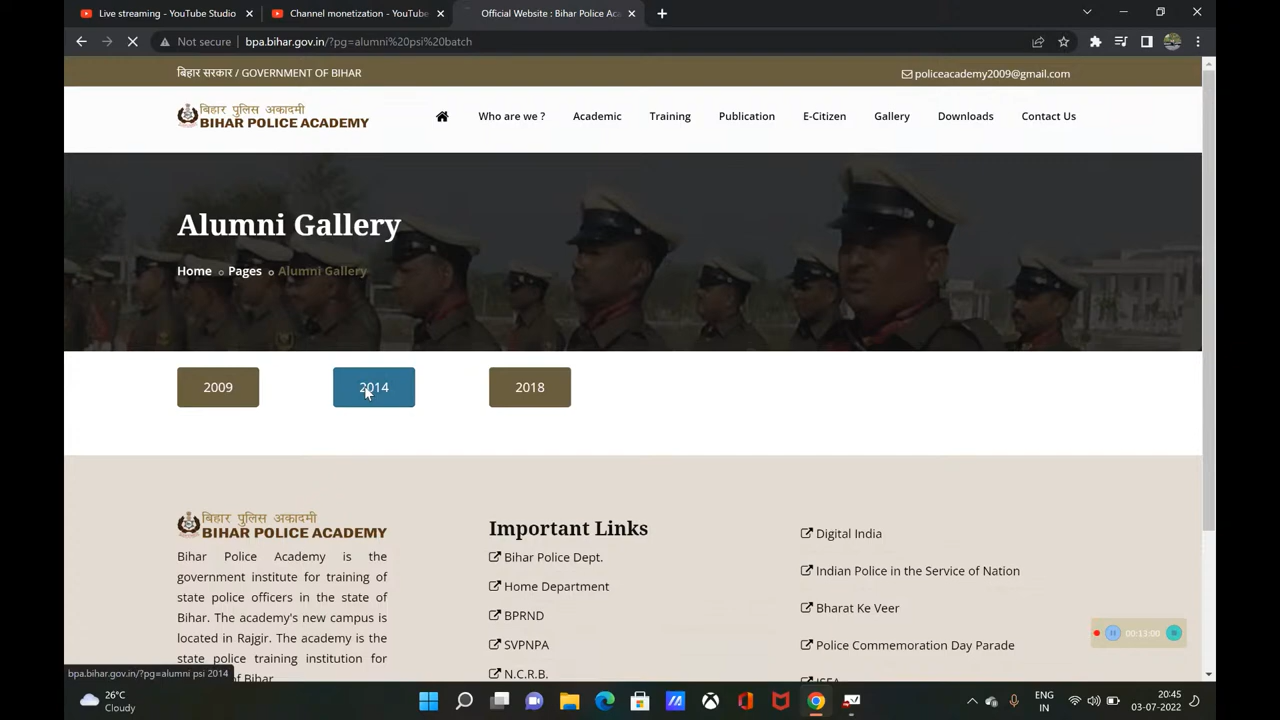 Live streaming - YouTube Studio
Channel monetization - YouTube
Official Website : Bihar Police Aca
Not secure
bpa.bihar.gov.in/?pg=alumni%20psi%20batch
बिहार सरकार / GOVERNMENT OF BIHAR
policeacademy2009@gmail.com
बिहार पुलिस अकादमी
BIHAR POLICE ACADEMY
Who are we ?
Academic
Training
Publication
E-Citizen
Gallery
Downloads
Contact Us
Alumni Gallery
Home
Pages
Alumni Gallery
2009
2014
2018
बिहार पुलिस अकादमी
BIHAR POLICE ACADEMY
Bihar Police Academy is the
government institute for training of
state police officers in the state of
Bihar. The academy's new campus is
located in Rajgir. The academy is the
state police training institution for
of Bihar.
Important Links
Bihar Police Dept.
Home Department
BPRND
SVPNPA
N.C.R.B.
Digital India
Indian Police in the Service of Nation
Bharat Ke Veer
Police Commemoration Day Parade
00:13:00
bpa.bihar.gov.in/?pg=alumni psi 2014
26°C
Cloudy
ENG
IN
20:45
03-07-2022